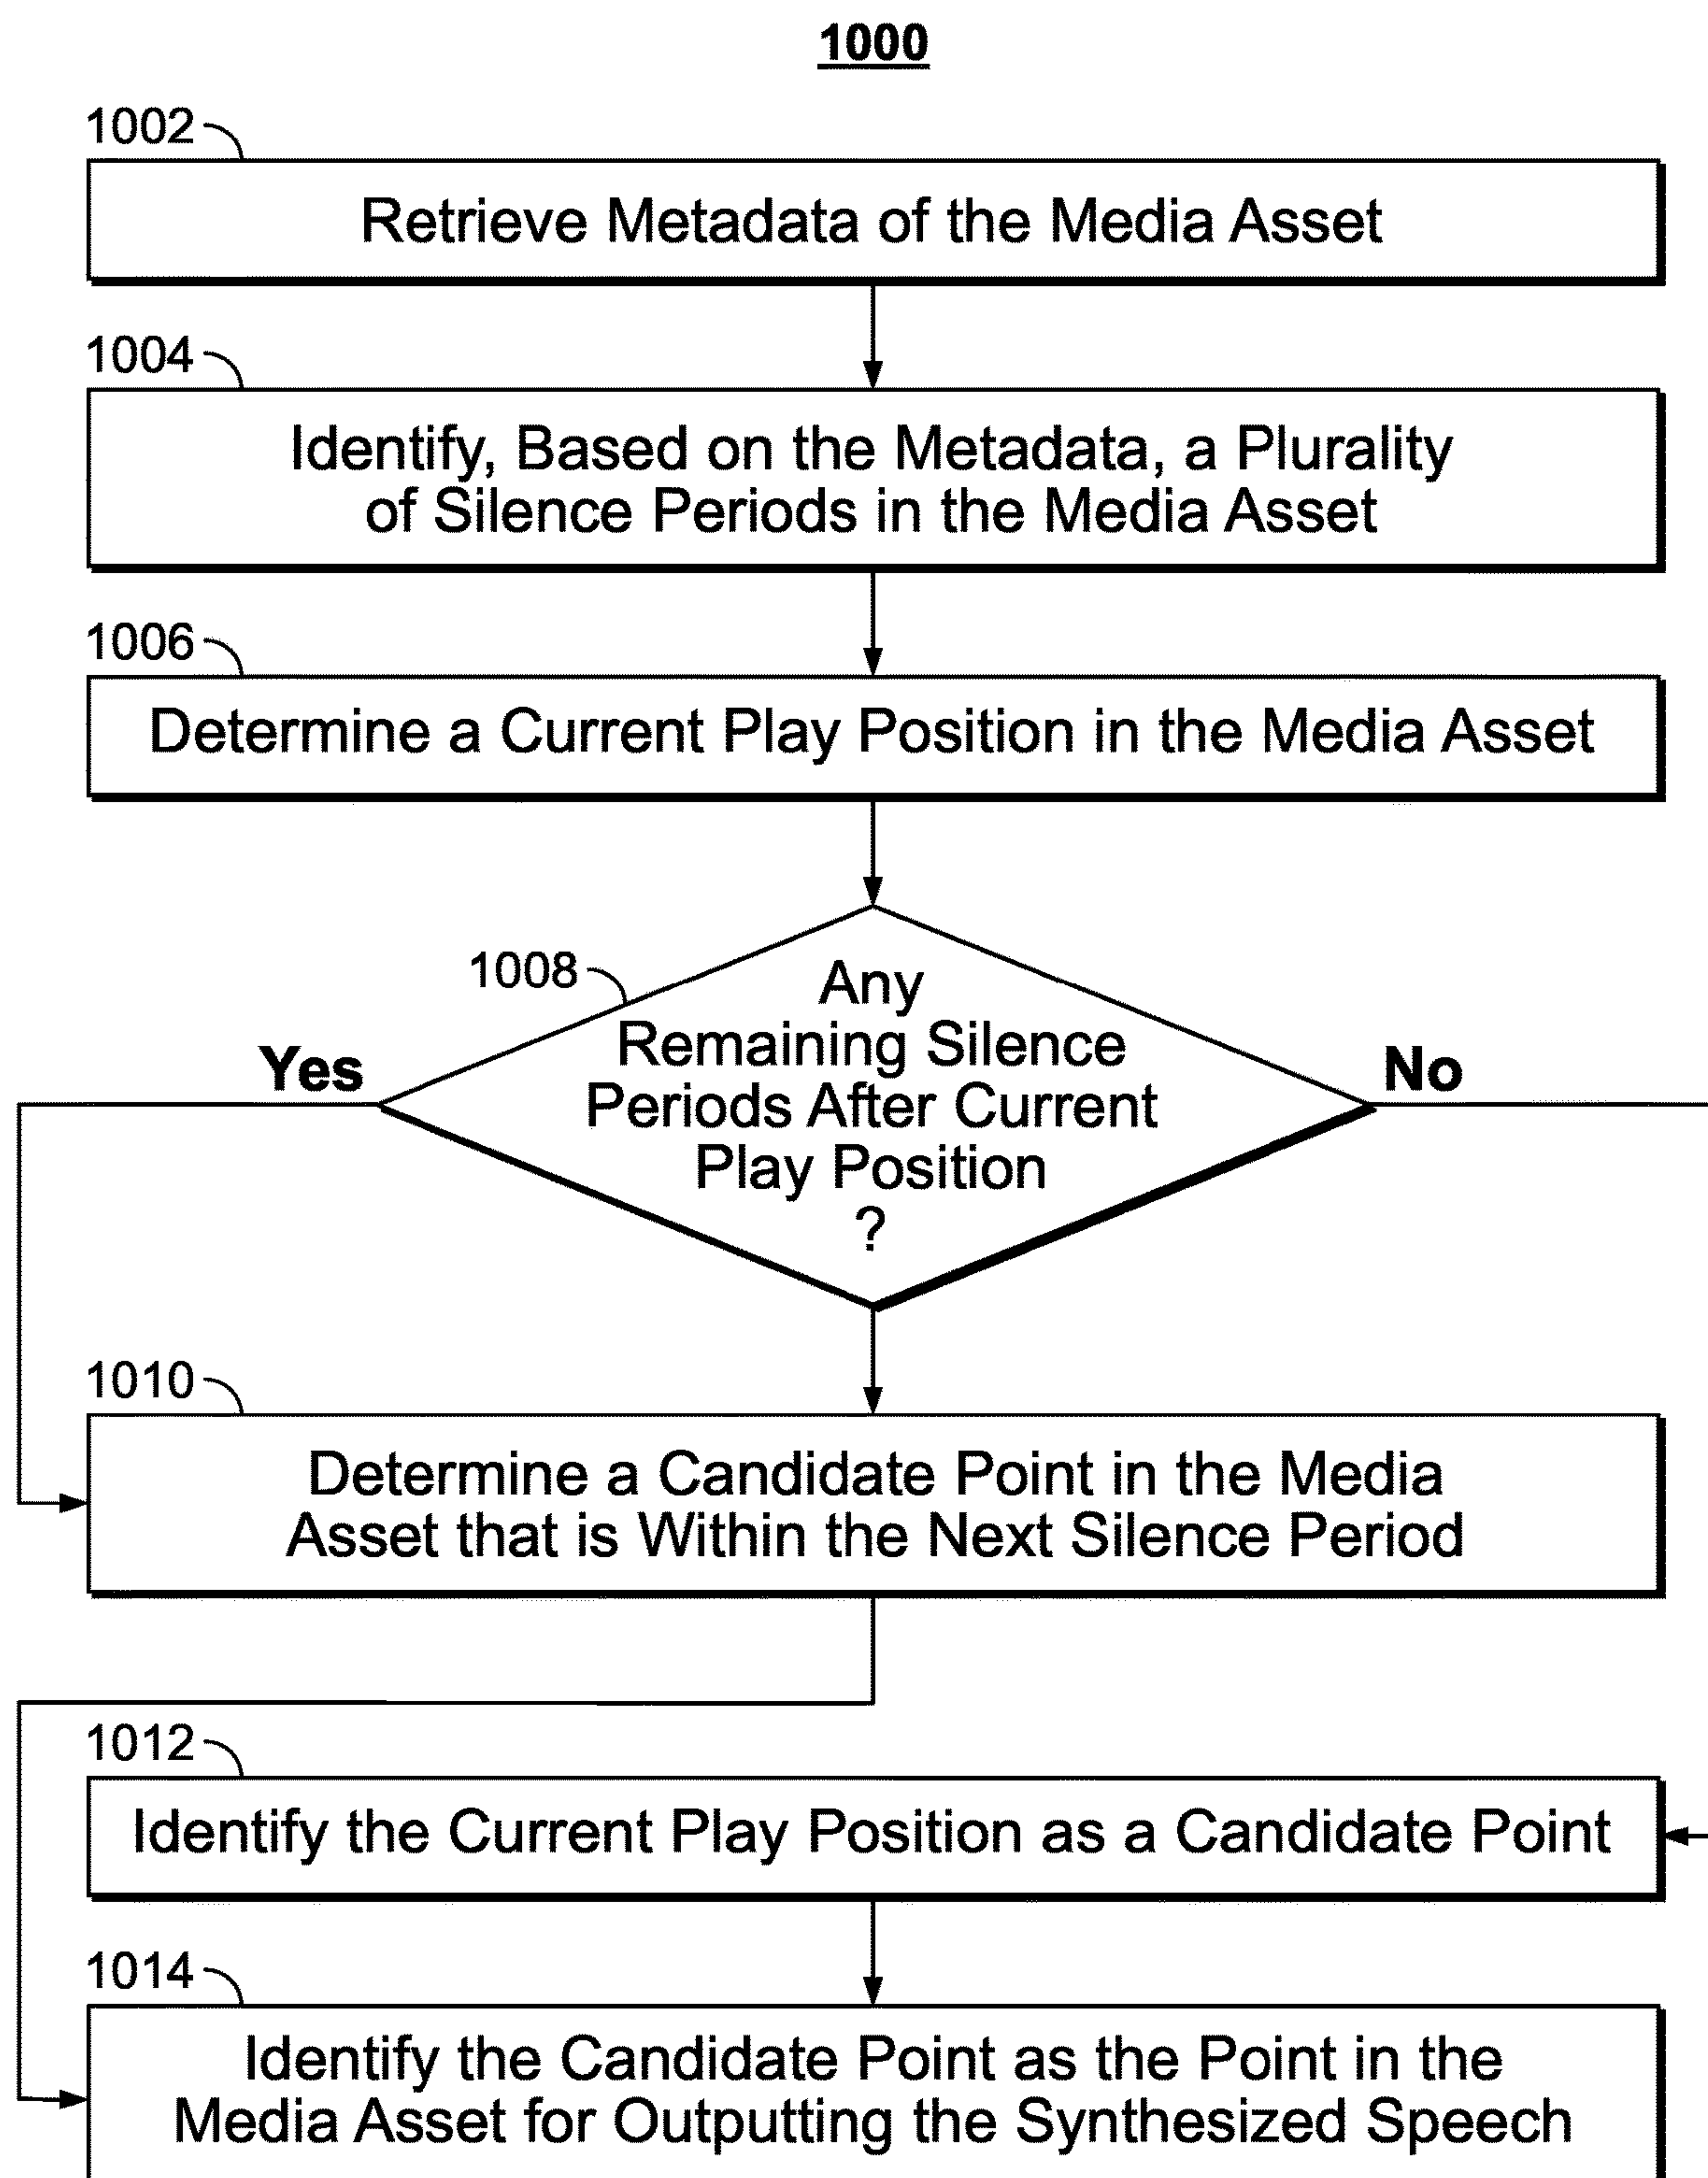 1000
1002
Retrieve Metadata of the Media Asset
1004
Identify, Based on the Metadata, a Plurality
of Silence Periods in the Media Asset
1006
Determine a Current Play Position in the Media Asset
1008
Any
Remaining Silence
Periods After Current
Play Position
?
Yes
No
1010
Determine a Candidate Point in the Media
Asset that is Within the Next Silence Period
1012
Identify the Current Play Position as a Candidate Point
1014
Identify the Candidate Point as the Point in the
Media Asset for Outputting the Synthesized Speech